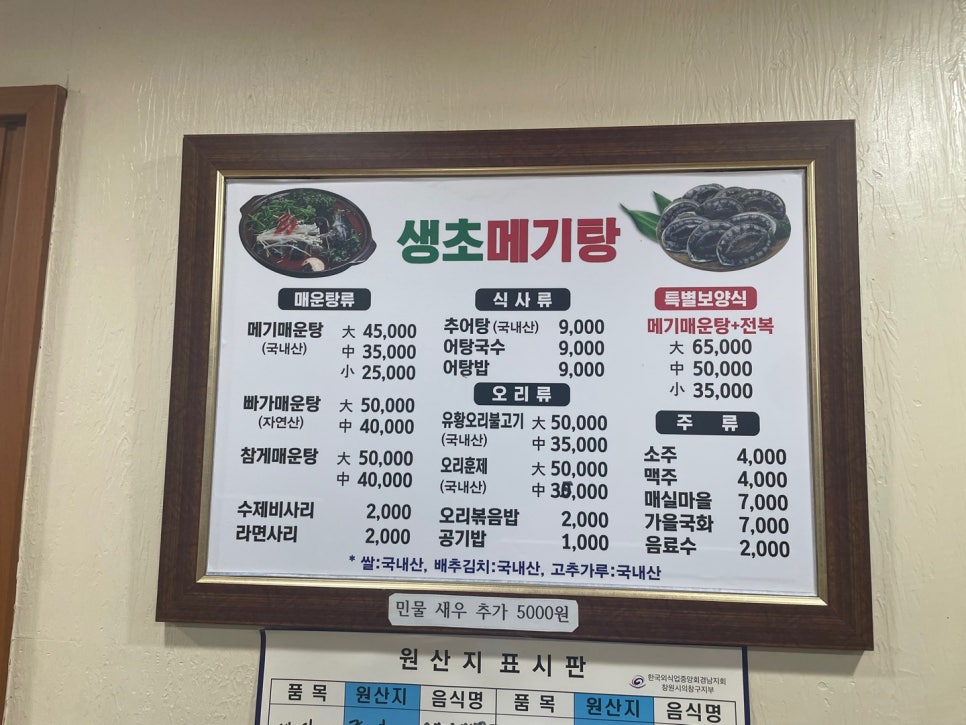 생초메기탕
매운탕류
메기매운탕 大 45,000
(국내산) 中 35,000
小 25,000
빠가매운탕 大 50,000
(자연산) 中 40,000
참게매운탕 大 50,000
中 40,000
수제비사리 2,000
라면사리 2,000
식사류
추어탕 (국내산) 9,000
어탕국수 9,000
어탕밥 9,000
오리류
유황오리불고기 大 50,000
(국내산) 中 35,000
오리훈제 大 50,000
(국내산) 中
오리볶음밥 2,000
공기밥 1,000
특별보양식
메기매운탕+전복
大 65,000
中 50,000
小 35,000
주 류
소주 4,000
맥주 4,000
매실마을 7,000
가을국화 7,000
음료수 2,000
* 쌀:국내산, 배추김치:국내산, 고추가루:국내산
민물 새우 추가 5000원
원산지표시판
한국외식업중앙회경남지회
창원시의창구지부
품목 원산지 음식명 품목 원산지 음식명